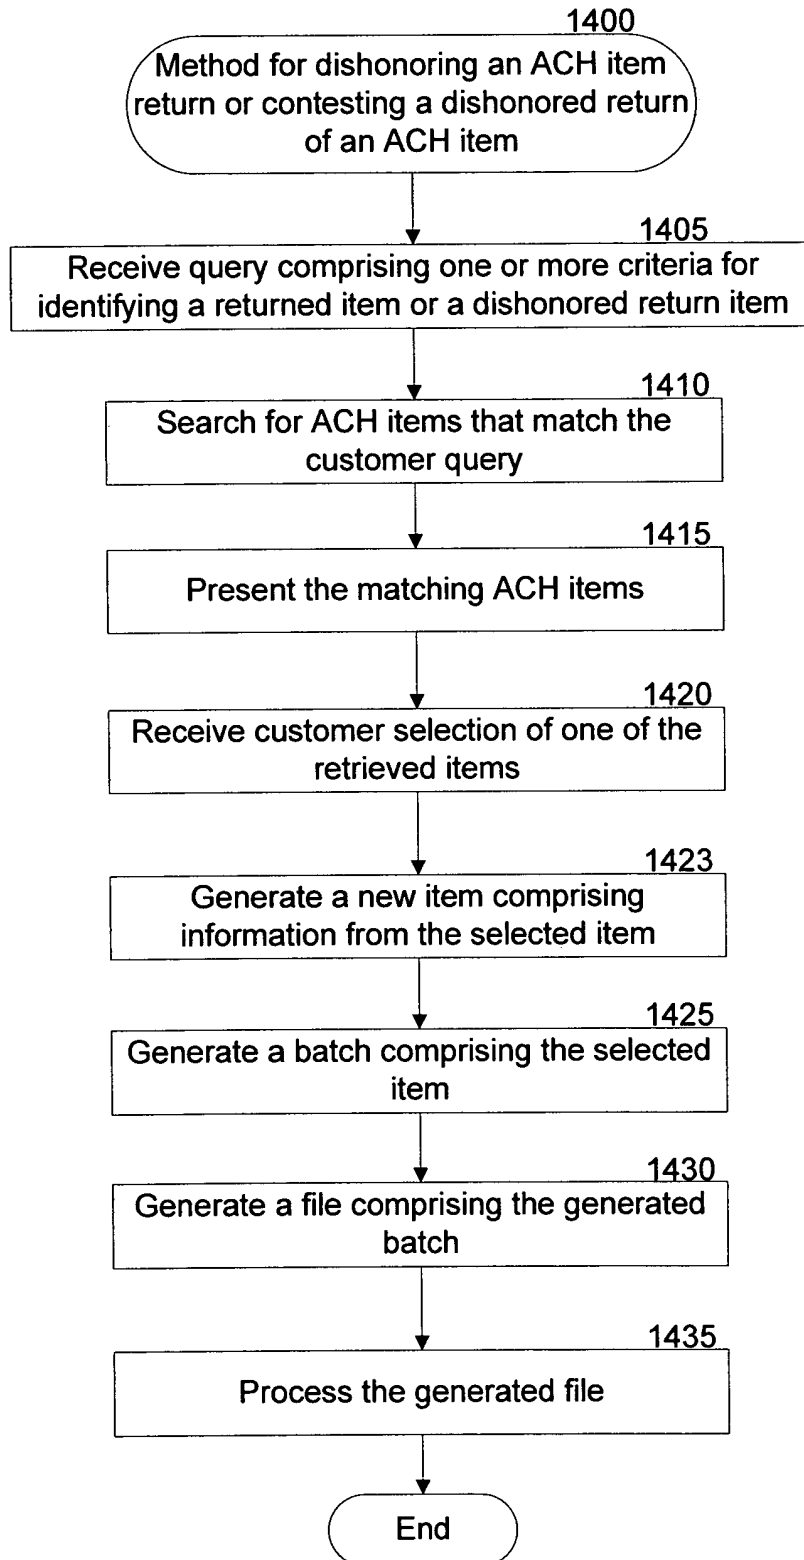 1400
Method for dishonoring an ACH item
return or contesting a dishonored return
of an ACH item
1405
Receive query comprising one or more criteria for
identifying a returned item or a dishonored return item
1410
Search for ACH items that match the
customer query
1415
Present the matching ACH items
1420
Receive customer selection of one of the
retrieved items
1423
Generate a new item comprising
information from the selected item
1425
Generate a batch comprising the selected
item
1430
Generate a file comprising the generated
batch
1435
Process the generated file
End